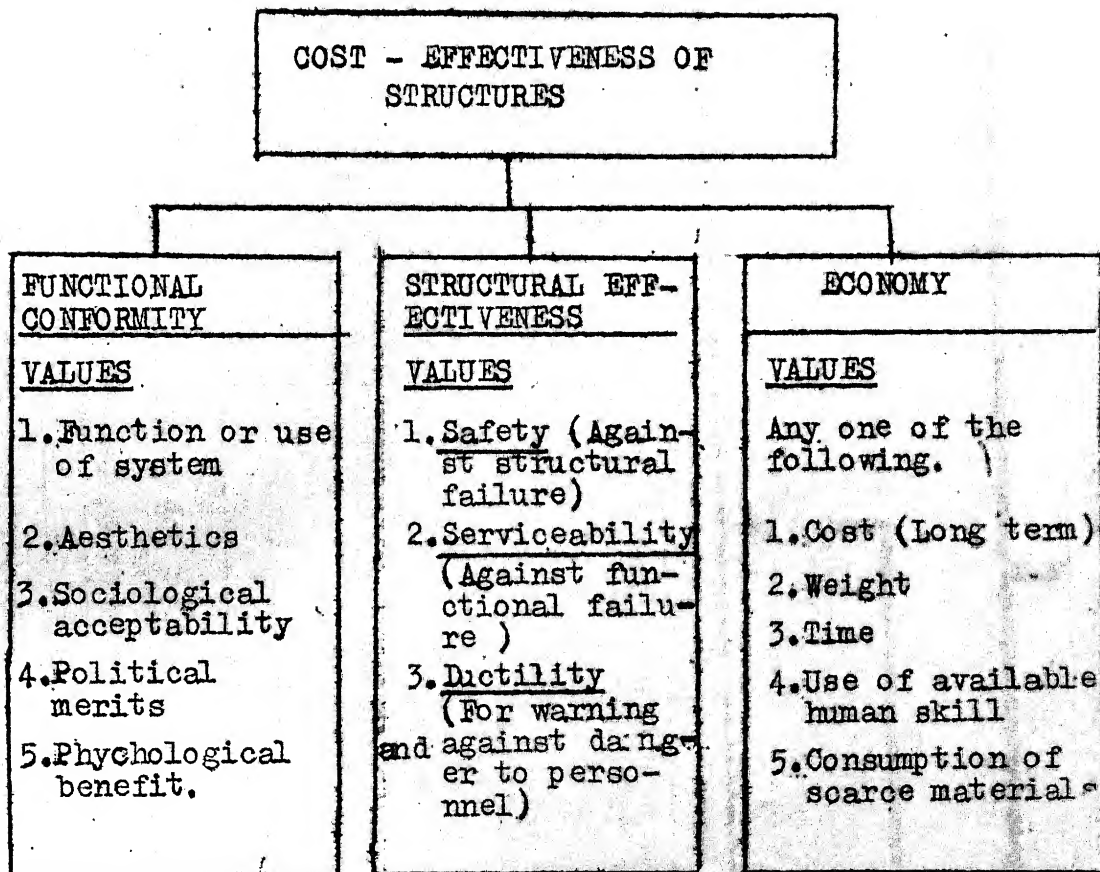 COST - EFFECTIVENESS OF
STRUCTURES
FUNCTIONAL
CONFORMITY
VALUES
1.Function or use
of system
2.Aesthetics
3.Sociological
acceptability
4.Political
merits
5.Phychological
benefit.
STRUCTURAL EFF-
ECTIVENESS
VALUES
1.Safety (Again-
st structural
failure)
2.Serviceability
(Against fun-
ctional failu-
re )
3.Ductility
(For warning
and against dang-
er to perso-
nnel)
ECONOMY
VALUES
Any one of the
following.
1.Cost (Long term)
2.Weight
3.Time
4.Use of available
human skill
5.Consumption of
scarce materials